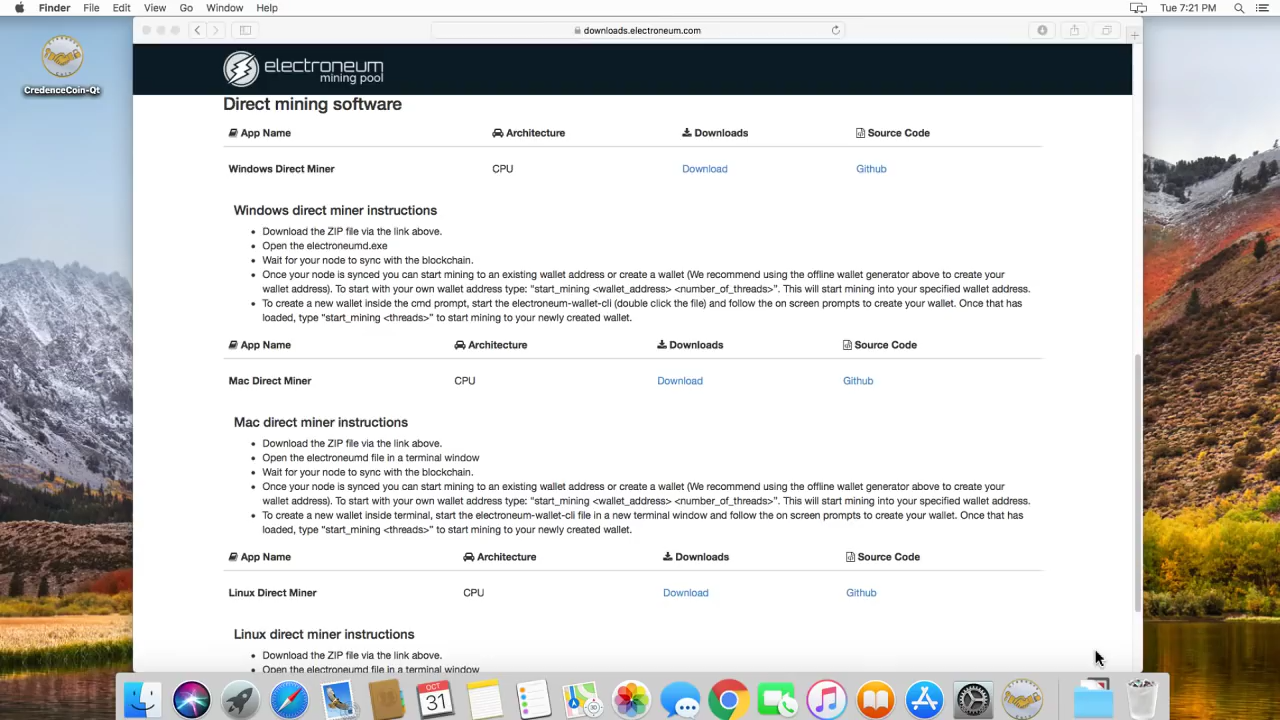 Finder File Edit View Go Window Help Tue 7:21 PM
CredenceCoin-Qt
downloads.electroneum.com
electroneum
mining pool
Direct mining software
App Name Architecture Downloads Source Code
Windows Direct Miner CPU Download Github
Windows direct miner instructions
• Download the ZIP file via the link above.
• Open the electroneumd.exe
• Wait for your node to sync with the blockchain.
• Once your node is synced you can start mining to an existing wallet address or create a wallet (We recommend using the offline wallet generator above to create your
wallet address). To start with your own wallet address type: "start_mining <wallet_address> <number_of_threads>". This will start mining into your specified wallet address.
• To create a new wallet inside the cmd prompt, start the electroneum-wallet-cli (double click the file) and follow the on screen prompts to create your wallet. Once that has
loaded, type "start_mining <threads>" to start mining to your newly created wallet.
App Name Architecture Downloads Source Code
Mac Direct Miner CPU Download Github
Mac direct miner instructions
• Download the ZIP file via the link above.
• Open the electroneumd file in a terminal window
• Wait for your node to sync with the blockchain.
• Once your node is synced you can start mining to an existing wallet address or create a wallet (We recommend using the offline wallet generator above to create your
wallet address). To start with your own wallet address type: "start_mining <wallet_address> <number_of_threads>". This will start mining into your specified wallet address.
• To create a new wallet inside terminal, start the electroneum-wallet-cli file in a new terminal window and follow the on screen prompts to create your wallet. Once that has
loaded, type "start_mining <threads>" to start mining to your newly created wallet.
App Name Architecture Downloads Source Code
Linux Direct Miner CPU Download Github
Linux direct miner instructions
• Download the ZIP file via the link above.
• Open the electroneumd file in a terminal window
OCT
31